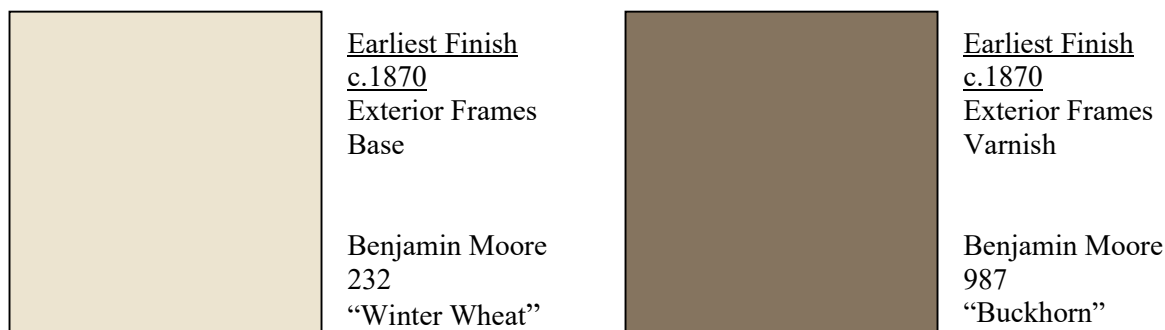 Earliest Finish
c.1870
Exterior Frames
Base
Benjamin Moore
232
“Winter Wheat”
Earliest Finish
c.1870
Exterior Frames
Varnish
Benjamin Moore
987
“Buckhorn”